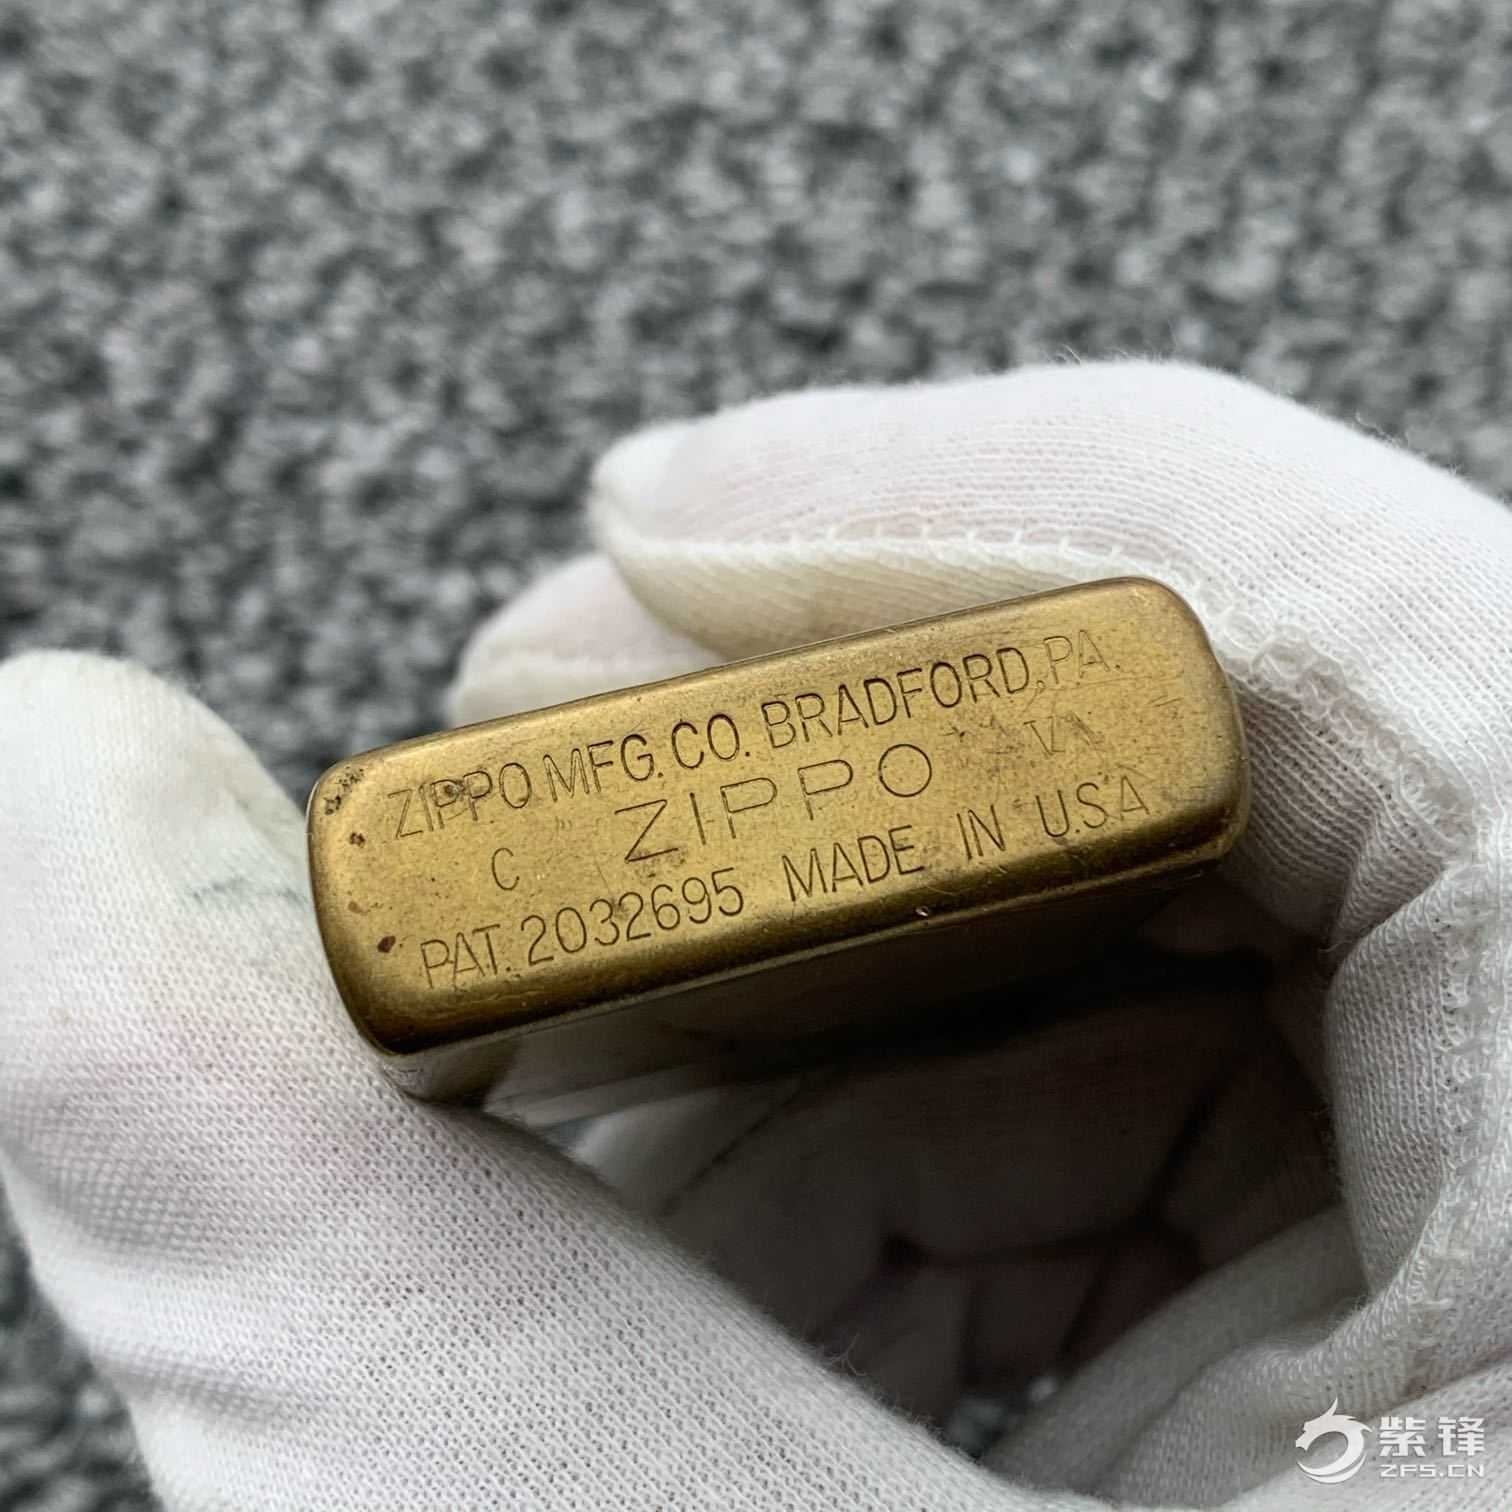 ZIPPO MFG. CO. BRADFORD, PA.
C ZIPPO VI
PAT. 2032695 MADE IN U.S.A
紫锋
ZFS.CN